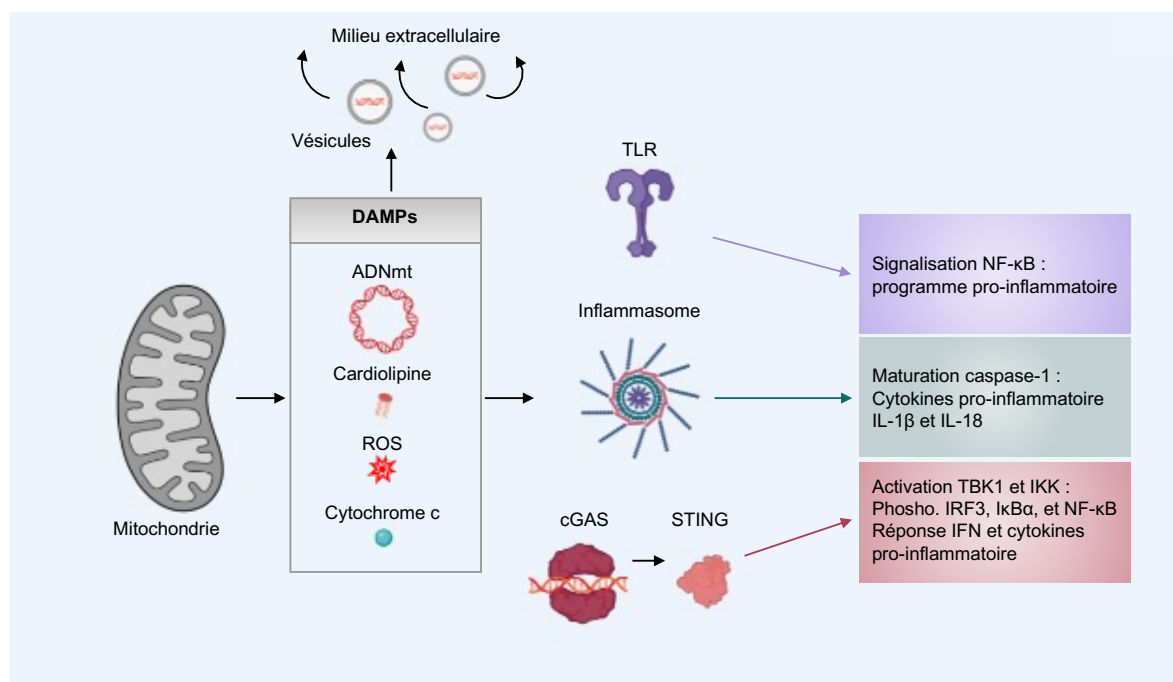 Milieu extracellulaire
Vésicules
DAMPs
ADNmt
Cardiolipine
ROS
Cytochrome c
Mitochondrie
TLR
Inflammasome
cGAS
STING
Signalisation NF-κB :
programme pro-inflammatoire
Maturation caspase-1 :
Cytokines pro-inflammatoire
IL-1β et IL-18
Activation TBK1 et IKK :
Phospho. IRF3, IκBα, et NF-κB
Réponse IFN et cytokines
pro-inflammatoire